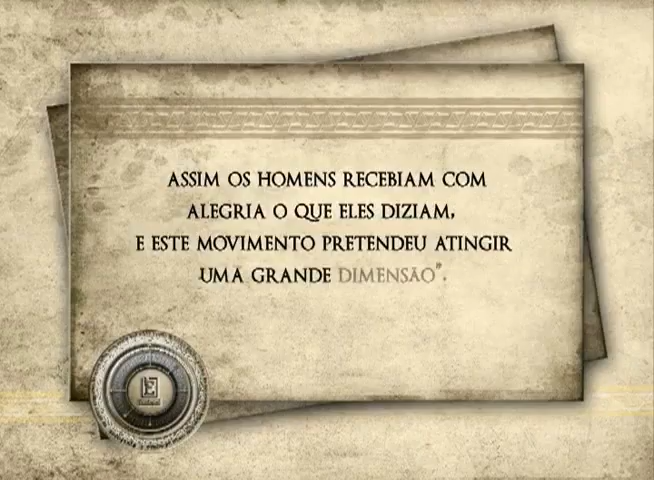 ASSIM OS HOMENS RECEBIAM COM
ALEGRIA O QUE ELES DIZIAM,
E ESTE MOVIMENTO PRETENDEU ATINGIR
UMA GRANDE DIMENSÃO”.